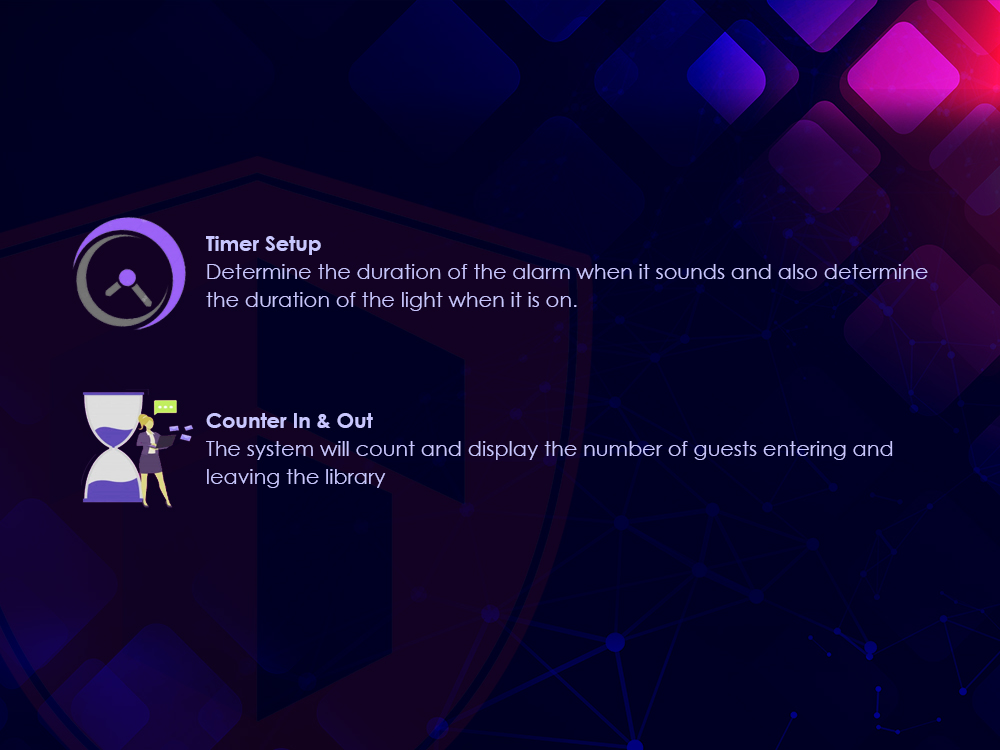 Timer Setup
Determine the duration of the alarm when it sounds and also determine
the duration of the light when it is on.
Counter In & Out
The system will count and display the number of guests entering and
leaving the library